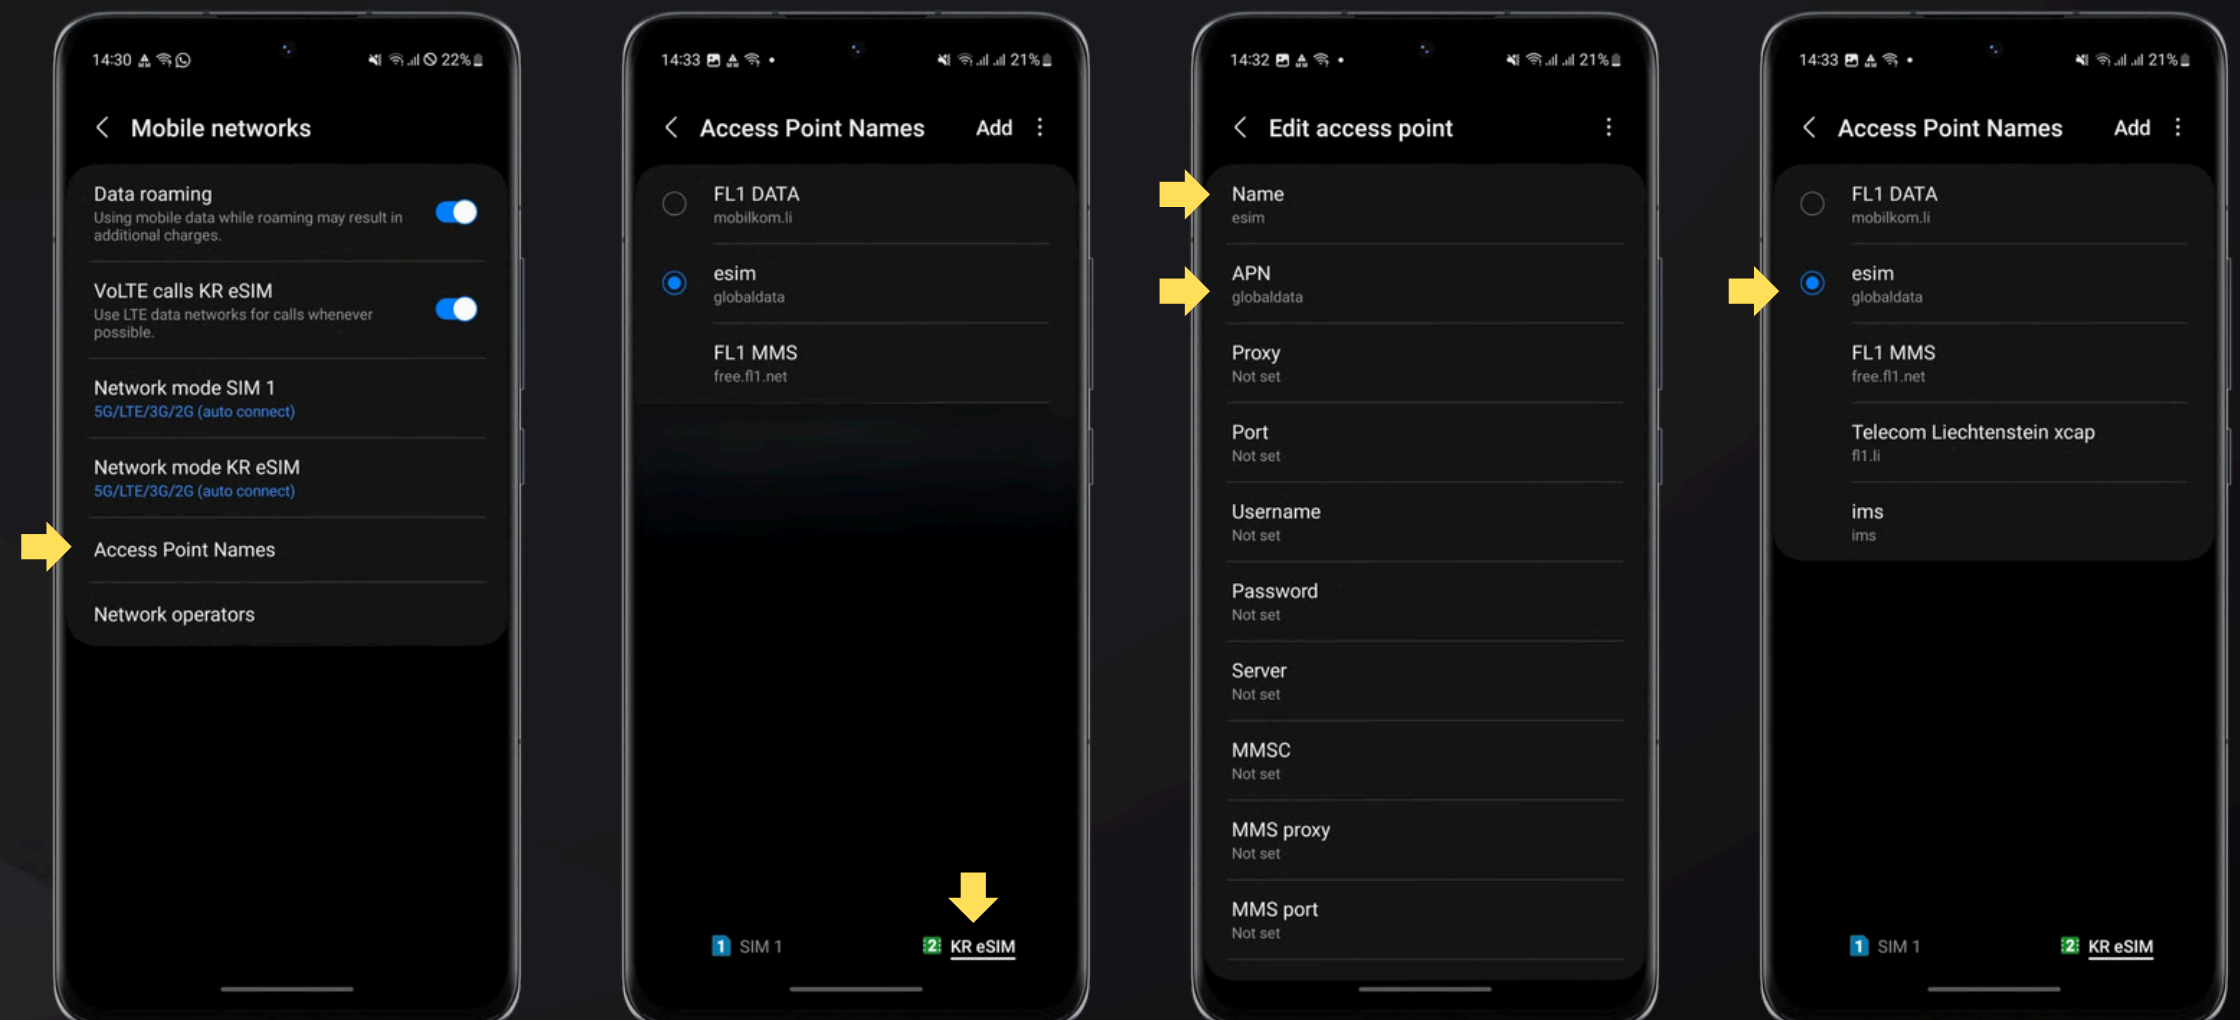 14:30
22%
Mobile networks
Data roaming
Using mobile data while roaming may result in
additional charges.
VoLTE calls KR eSIM
Use LTE data networks for calls whenever
possible.
Network mode SIM 1
5G/LTE/3G/2G (auto connect)
Network mode KR eSIM
5G/LTE/3G/2G (auto connect)
Access Point Names
Network operators
14:33
21%
Access Point Names
Add
FL1 DATA
mobilkom.li
esim
globaldata
FL1 MMS
free.fl1.net
1 SIM 1
2 KR eSIM
14:32
21%
Edit access point
Name
esim
APN
globaldata
Proxy
Not set
Port
Not set
Username
Not set
Password
Not set
Server
Not set
MMSC
Not set
MMS proxy
Not set
MMS port
Not set
14:33
21%
Access Point Names
Add
FL1 DATA
mobilkom.li
esim
globaldata
FL1 MMS
free.fl1.net
Telecom Liechtenstein xcap
fl1.li
ims
ims
1 SIM 1
2 KR eSIM